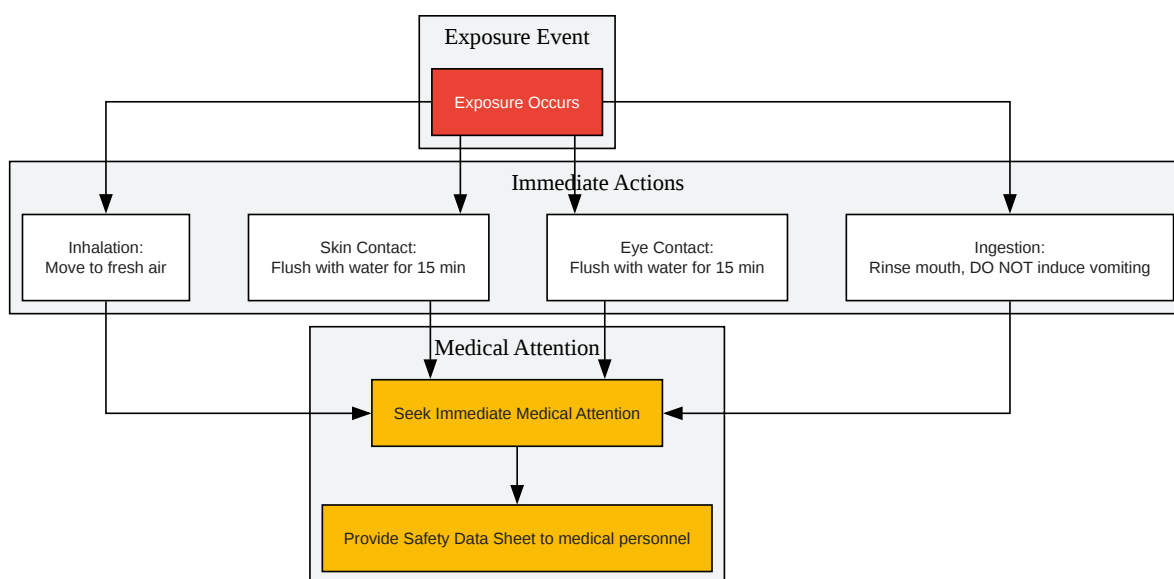 Exposure Event
Exposure Occurs
Immediate Actions
Inhalation:
Move to fresh air
Skin Contact:
Flush with water for 15 min
Eye Contact:
Flush with water for 15 min
Ingestion:
Rinse mouth, DO NOT induce vomiting
Medical Attention
Seek Immediate Medical Attention
Provide Safety Data Sheet to medical personnel